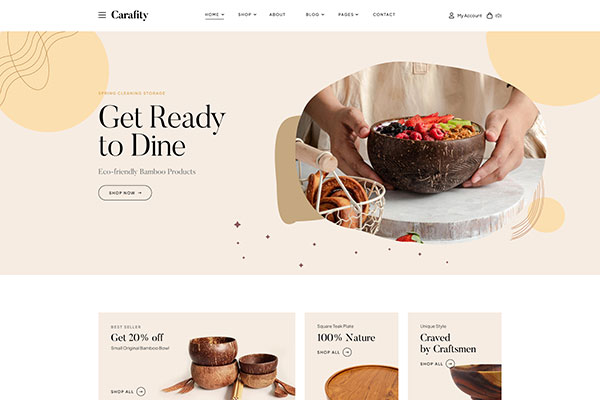 Carafity
HOME
SHOP
ABOUT
BLOG
PAGES
CONTACT
My Account
(0)
SPRING CLEANING STORAGE
Get Ready
to Dine
Eco-friendly Bamboo Products
SHOP NOW →
BEST SELLER
Get 20% off
Small Original Bamboo Bowl
SHOP ALL
Square Teak Plate
100% Nature
SHOP ALL
Unique Style
Craved
by Craftsmen
SHOP ALL